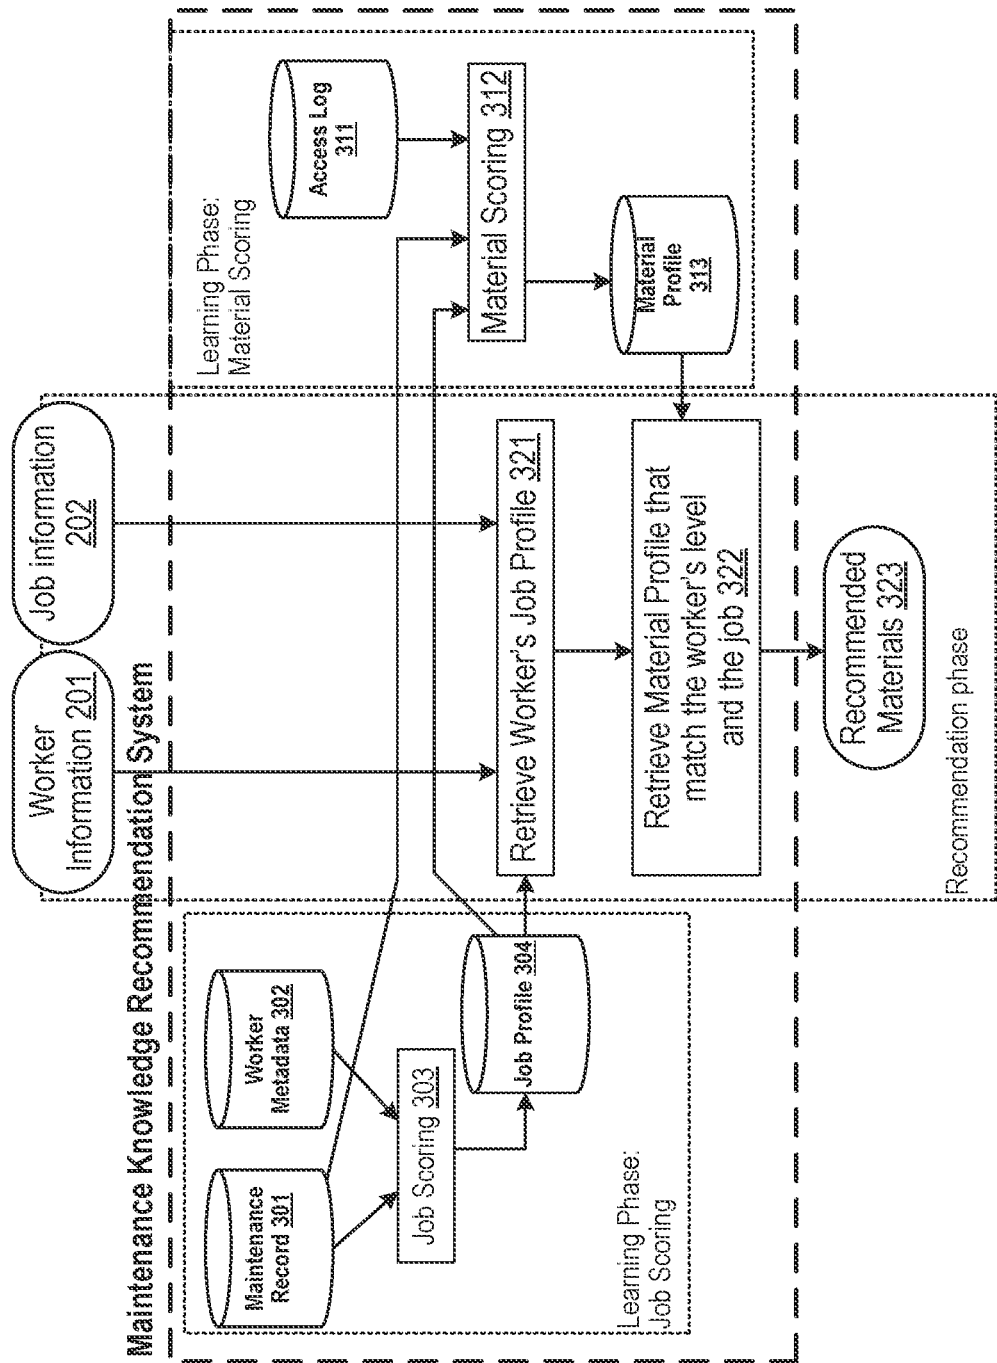 Maintenance Knowledge Recommendation System
Worker
Information 201
Job information
202
Maintenance
Record 301
Worker
Metadata 302
Job Scoring 303
Job Profile 304
Learning Phase:
Job Scoring
Retrieve Worker's Job Profile 321
Retrieve Material Profile that
match the worker's level
and the job 322
Recommended
Materials 323
Recommendation phase
Learning Phase:
Material Scoring
Access Log
311
Material Scoring 312
Material
Profile
313